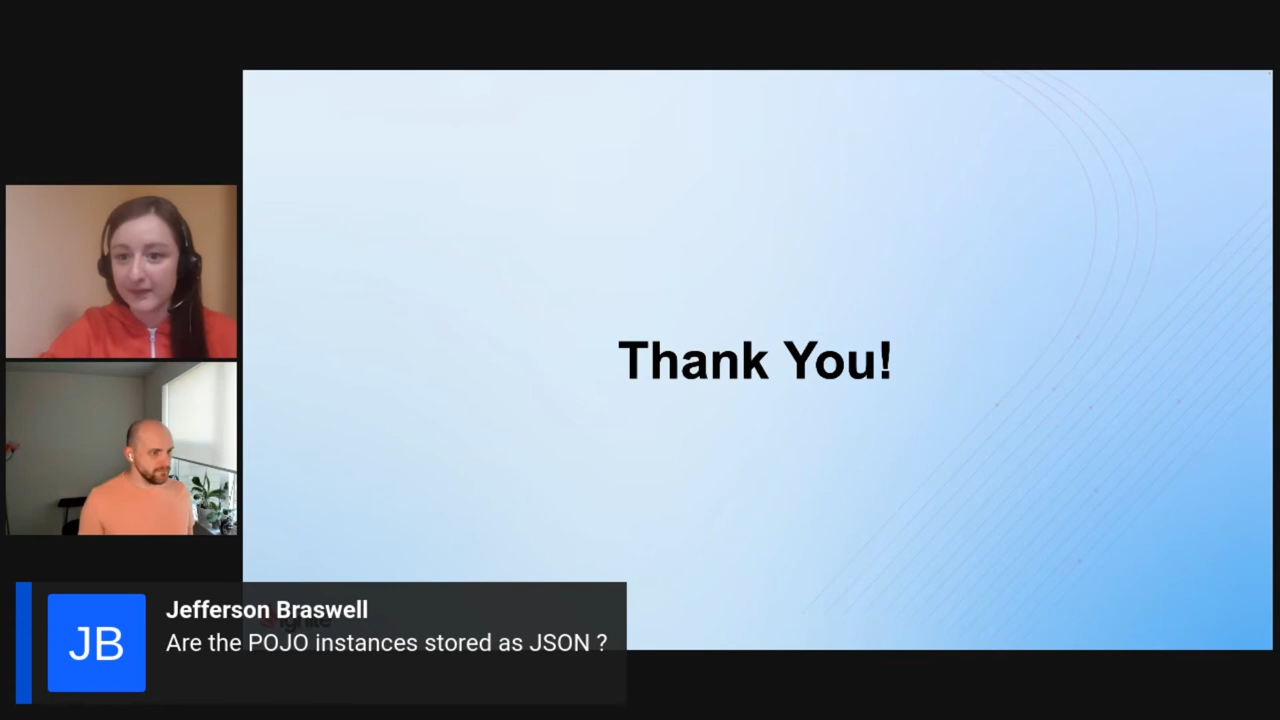 Thank You!
Jefferson Braswell
JB
Are the POJO instances stored as JSON ?